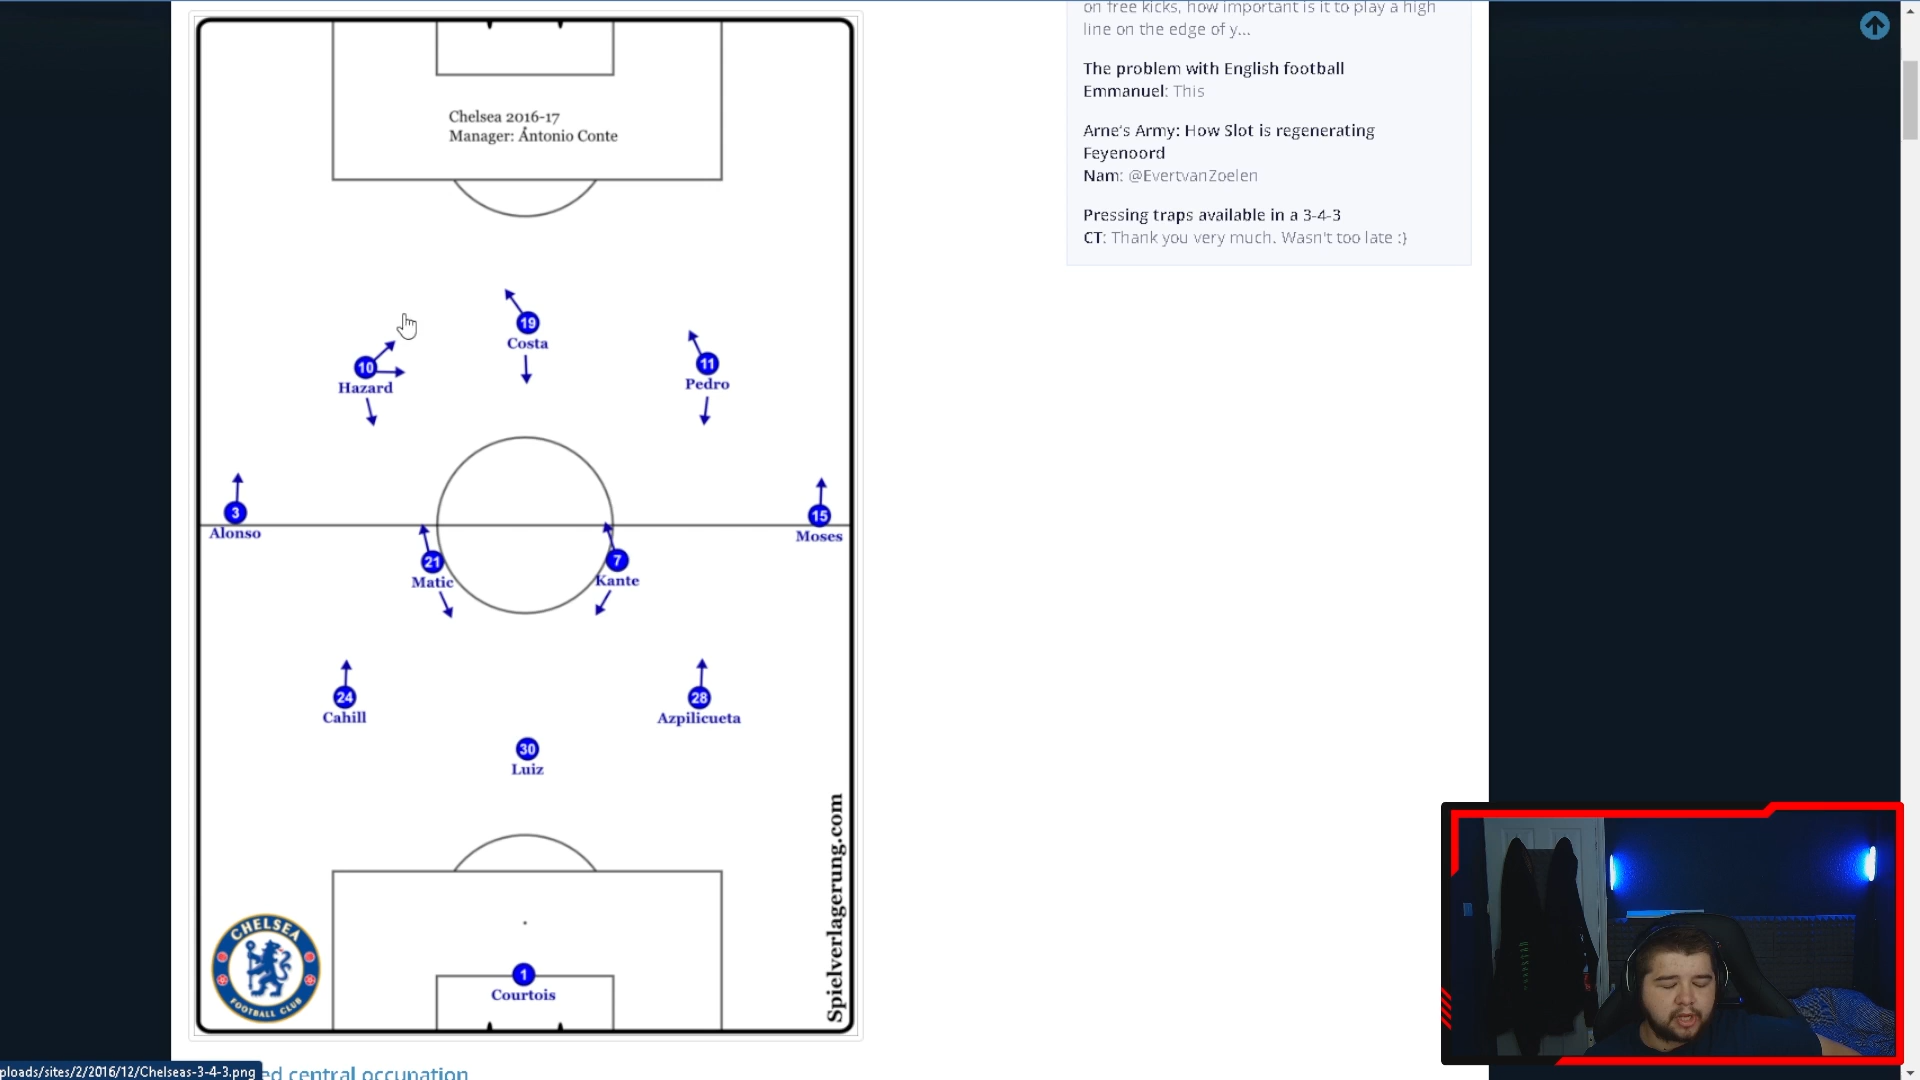 on free kicks, how important is it to play a high
line on the edge of y...
The problem with English football
Emmanuel: This
Arne's Army: How Slot is regenerating
Feyenoord
Nam: @EvertvanZoelen
Pressing traps available in a 3-4-3
CT: Thank you very much. Wasn't too late :}
Chelsea 2016-17
Manager: Antonio Conte
19
Costa
10
Hazard
11
Pedro
3
Alonso
15
Moses
21
Matic
7
Kante
24
Cahill
28
Azpilicueta
30
Luiz
1
Courtois
Spielverlagerung.com
CHELSEA
FOOTBALL CLUB
ploads/sites/2/2016/12/Chelseas-3-4-3.png
ed central occupation